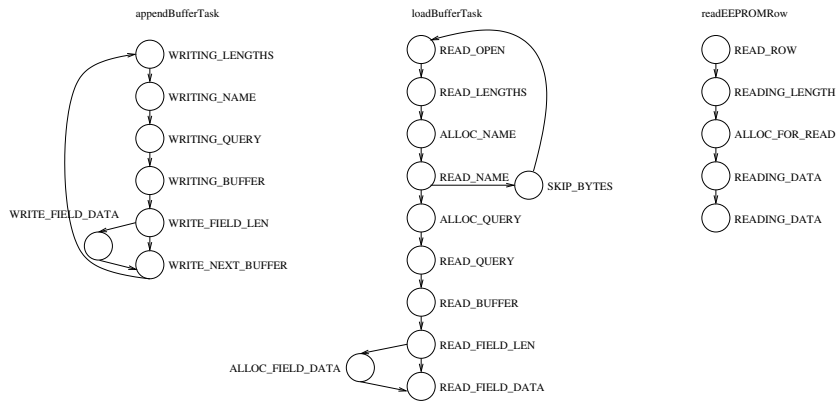 appendBufferTask
WRITING_LENGTHS
WRITING_NAME
WRITING_QUERY
WRITING_BUFFER
WRITE_FIELD_DATA
WRITE_FIELD_LEN
WRITE_NEXT_BUFFER
loadBufferTask
READ_OPEN
READ_LENGTHS
ALLOC_NAME
READ_NAME
SKIP_BYTES
ALLOC_QUERY
READ_QUERY
READ_BUFFER
READ_FIELD_LEN
ALLOC_FIELD_DATA
READ_FIELD_DATA
readEEPROMRow
READ_ROW
READING_LENGTH
ALLOC_FOR_READ
READING_DATA
READING_DATA